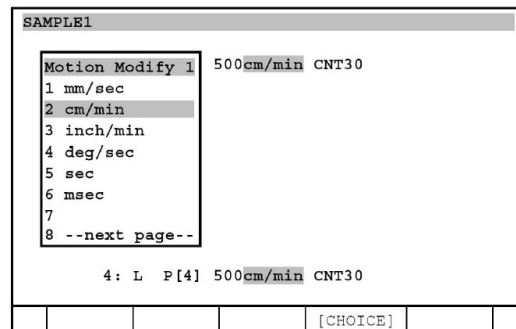 SAMPLE1
Motion Modify 1
500cm/min CNT30
1 mm/sec
2 cm/min
3 inch/min
4 deg/sec
5 sec
6 msec
7
8 --next page--
4: L P[4] 500cm/min CNT30
[CHOICE]